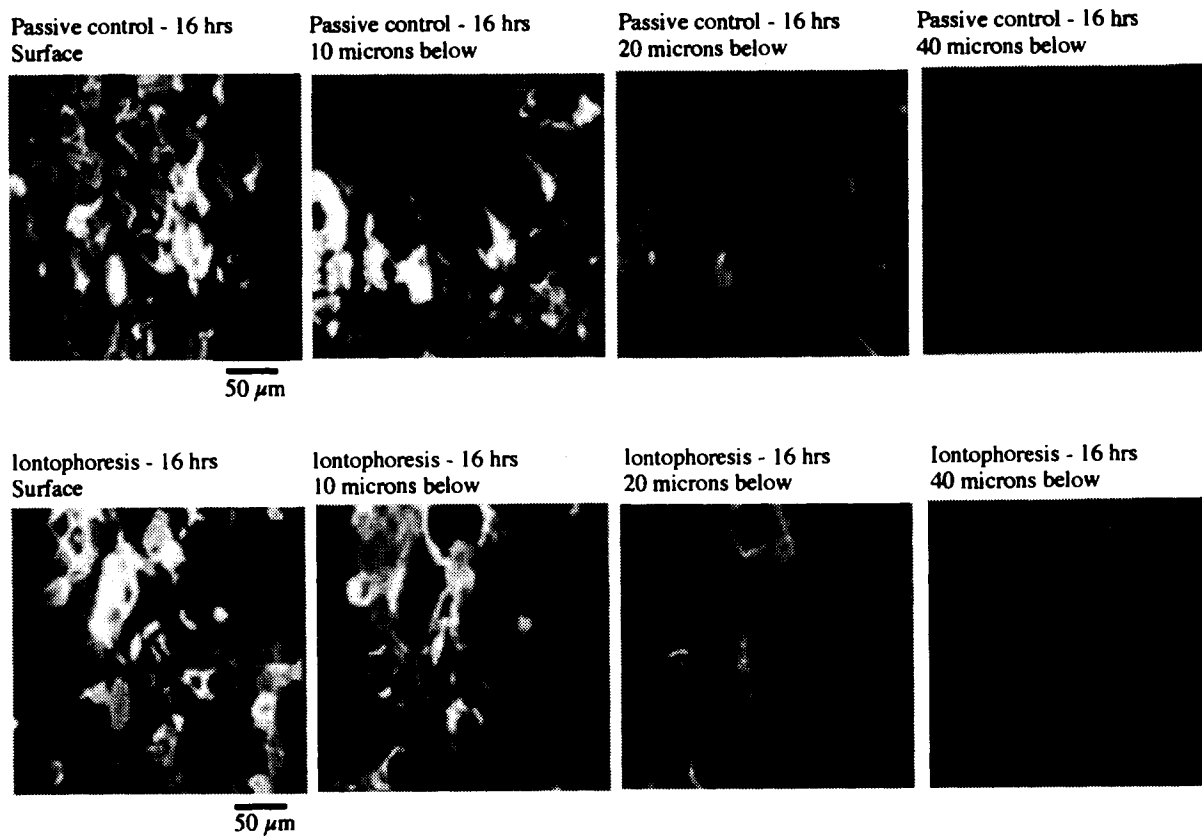 Passive control - 16 hrs
Surface
Passive control - 16 hrs
10 microns below
Passive control - 16 hrs
20 microns below
Passive control - 16 hrs
40 microns below
50 μm
Iontophoresis - 16 hrs
Surface
Iontophoresis - 16 hrs
10 microns below
Iontophoresis - 16 hrs
20 microns below
Iontophoresis - 16 hrs
40 microns below
50 μm